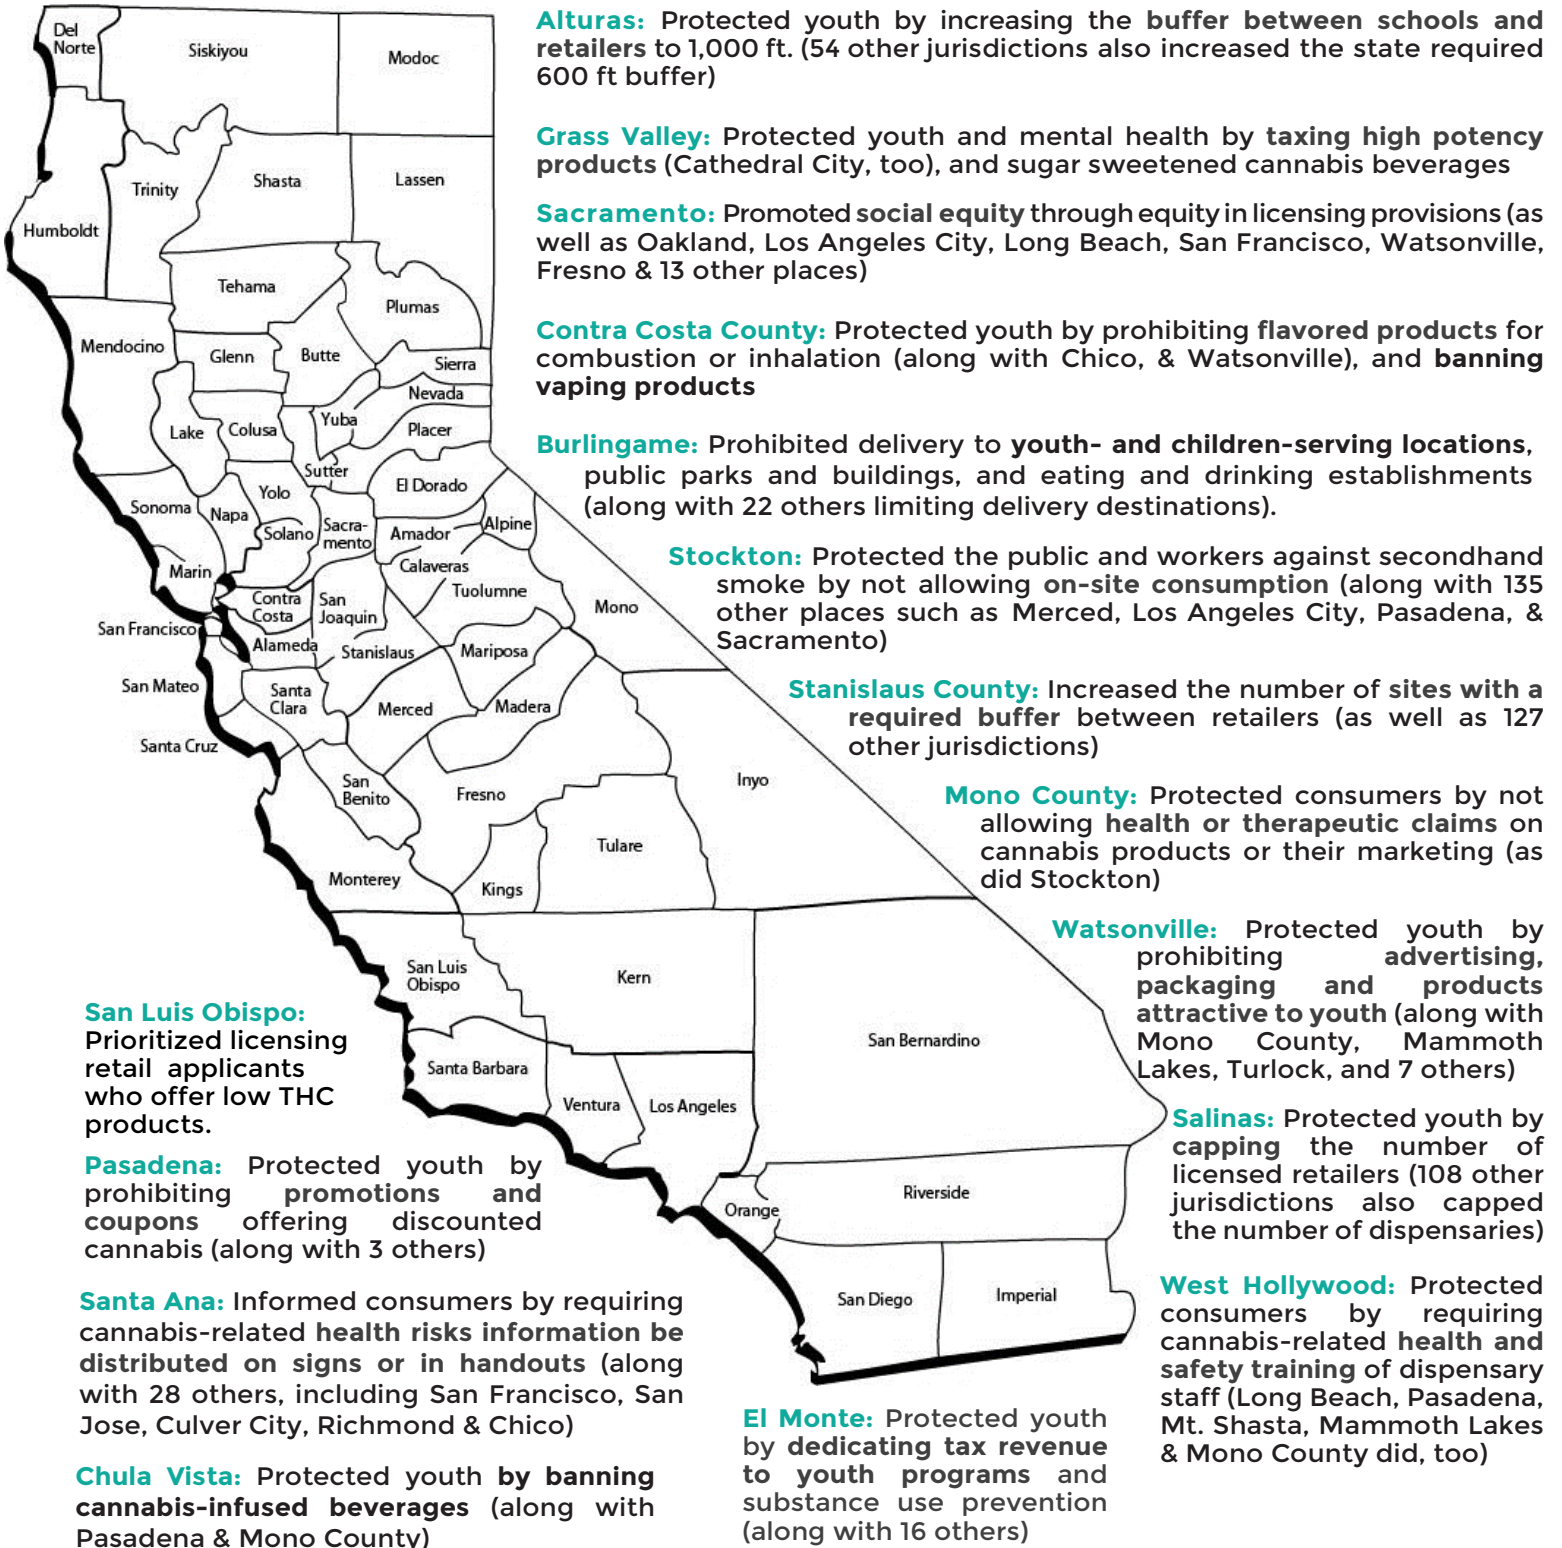 Del
Norte
Siskiyou
Modoc
Trinity
Shasta
Lassen
Humboldt
Tehama
Plumas
Mendocino
Glenn
Butte
Sierra
Nevada
Yuba
Placer
Lake
Colusa
Sutter
El Dorado
Yolo
Sonoma
Napa
Solano
Sacra-
mento
Amador
Alpine
Calaveras
Marin
Tuolumne
Contra
Costa
San
Joaquin
Mono
San Francisco
Alameda
Stanislaus
Mariposa
San Mateo
Santa
Clara
Merced
Madera
Santa Cruz
San
Benito
Fresno
Inyo
Tulare
Monterey
Kings
San Luis
Obispo
Kern
San Bernardino
Santa Barbara
Ventura
Los Angeles
Riverside
Orange
San Diego
Imperial
Alturas: Protected youth by increasing the buffer between schools and
retailers to 1,000 ft. (54 other jurisdictions also increased the state required
600 ft buffer)
Grass Valley: Protected youth and mental health by taxing high potency
products (Cathedral City, too), and sugar sweetened cannabis beverages
Sacramento: Promoted social equity through equity in licensing provisions (as
well as Oakland, Los Angeles City, Long Beach, San Francisco, Watsonville,
Fresno & 13 other places)
Contra Costa County: Protected youth by prohibiting flavored products for
combustion or inhalation (along with Chico, & Watsonville), and banning
vaping products
Burlingame: Prohibited delivery to youth- and children-serving locations,
public parks and buildings, and eating and drinking establishments
(along with 22 others limiting delivery destinations).
Stockton: Protected the public and workers against secondhand
smoke by not allowing on-site consumption (along with 135
other places such as Merced, Los Angeles City, Pasadena, &
Sacramento)
Stanislaus County: Increased the number of sites with a
required buffer between retailers (as well as 127
other jurisdictions)
Mono County: Protected consumers by not
allowing health or therapeutic claims on
cannabis products or their marketing (as
did Stockton)
Watsonville: Protected youth by
prohibiting advertising,
packaging and products
attractive to youth (along with
Mono County, Mammoth
Lakes, Turlock, and 7 others)
Salinas: Protected youth by
capping the number of
licensed retailers (108 other
jurisdictions also capped
the number of dispensaries)
West Hollywood: Protected
consumers by requiring
cannabis-related health and
safety training of dispensary
staff (Long Beach, Pasadena,
Mt. Shasta, Mammoth Lakes
& Mono County did, too)
San Luis Obispo:
Prioritized licensing
retail applicants
who offer low THC
products.
Pasadena: Protected youth by
prohibiting promotions and
coupons offering discounted
cannabis (along with 3 others)
Santa Ana: Informed consumers by requiring
cannabis-related health risks information be
distributed on signs or in handouts (along
with 28 others, including San Francisco, San
Jose, Culver City, Richmond & Chico)
Chula Vista: Protected youth by banning
cannabis-infused beverages (along with
Pasadena & Mono County)
El Monte: Protected youth
by dedicating tax revenue
to youth programs and
substance use prevention
(along with 16 others)